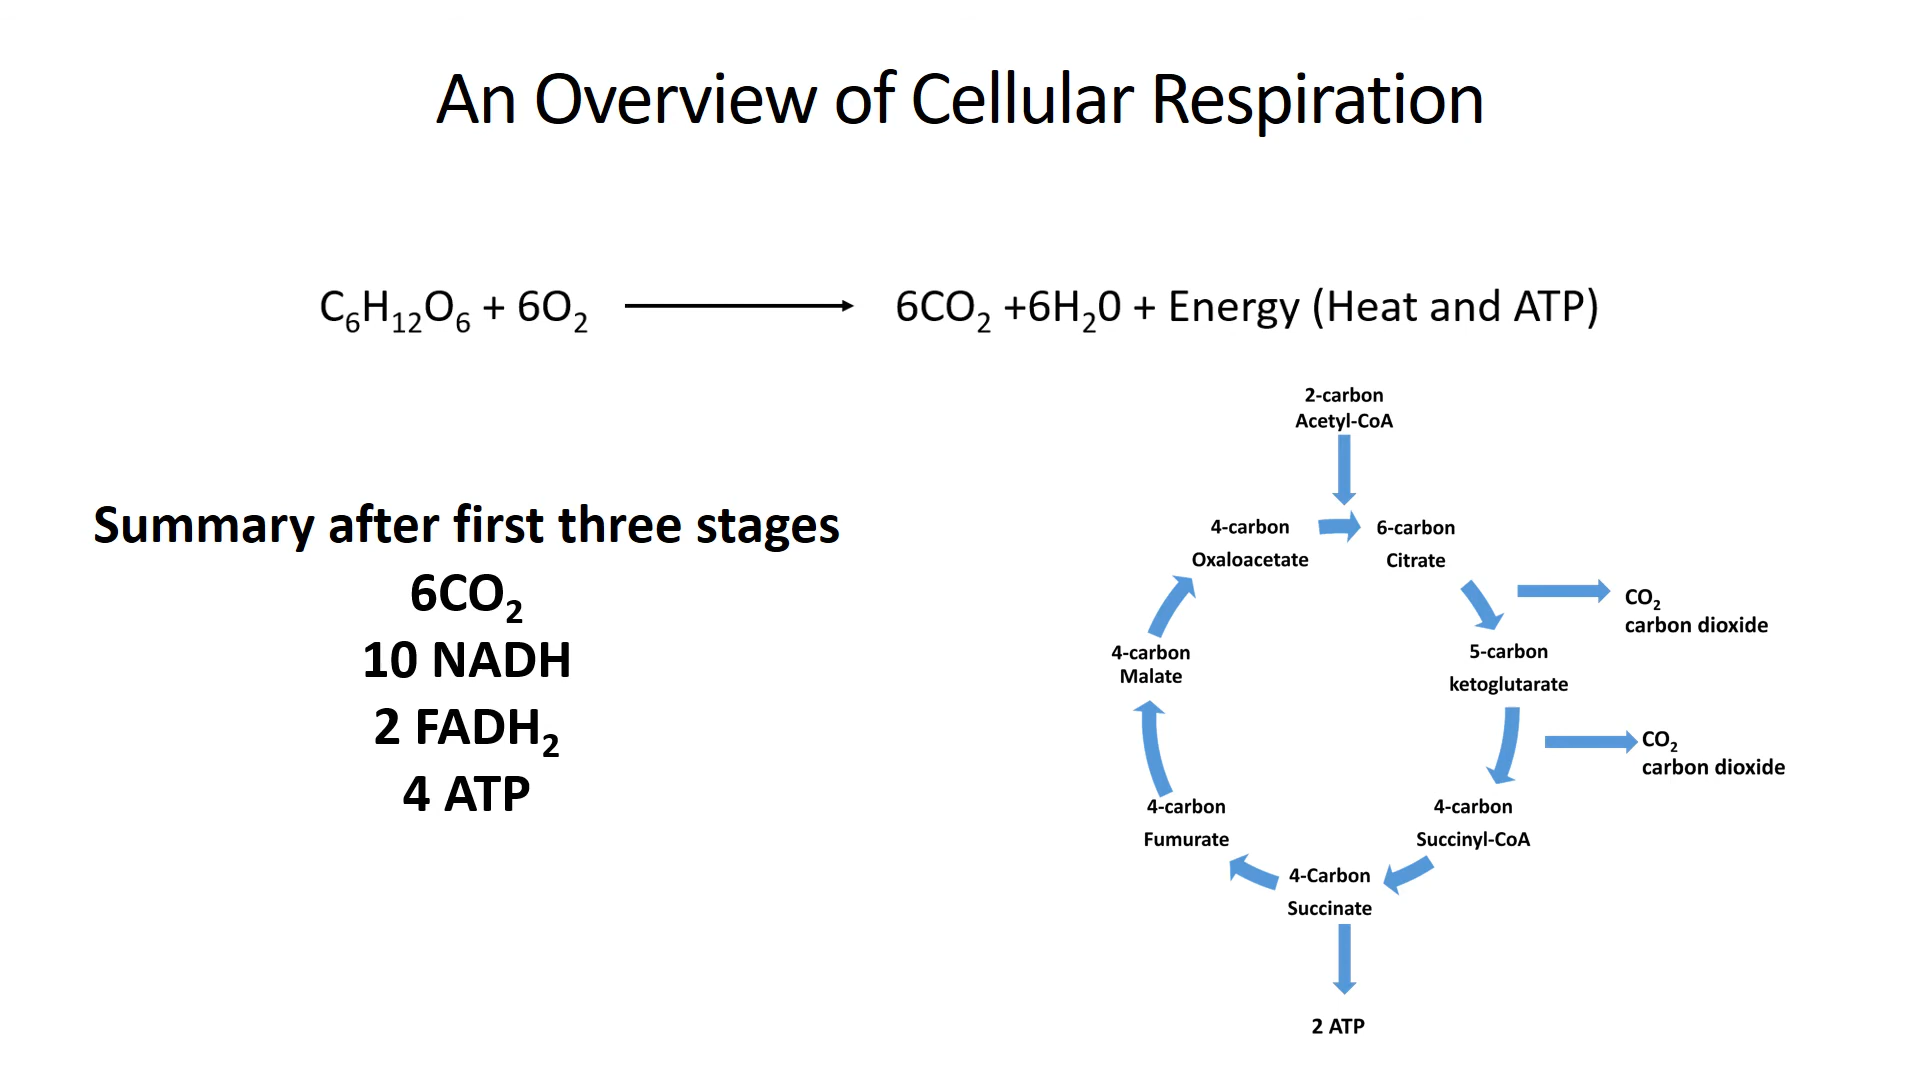 An Overview of Cellular Respiration
C₆H₁₂O₆ + 6O₂ → 6CO₂ +6H₂0 + Energy (Heat and ATP)
Summary after first three stages
6CO₂
10 NADH
2 FADH₂
4 ATP
2-carbon
Acetyl-CoA
4-carbon
Oxaloacetate
6-carbon
Citrate
CO₂
carbon dioxide
5-carbon
ketoglutarate
CO₂
carbon dioxide
4-carbon
Succinyl-CoA
4-Carbon
Succinate
2 ATP
4-carbon
Fumurate
4-carbon
Malate